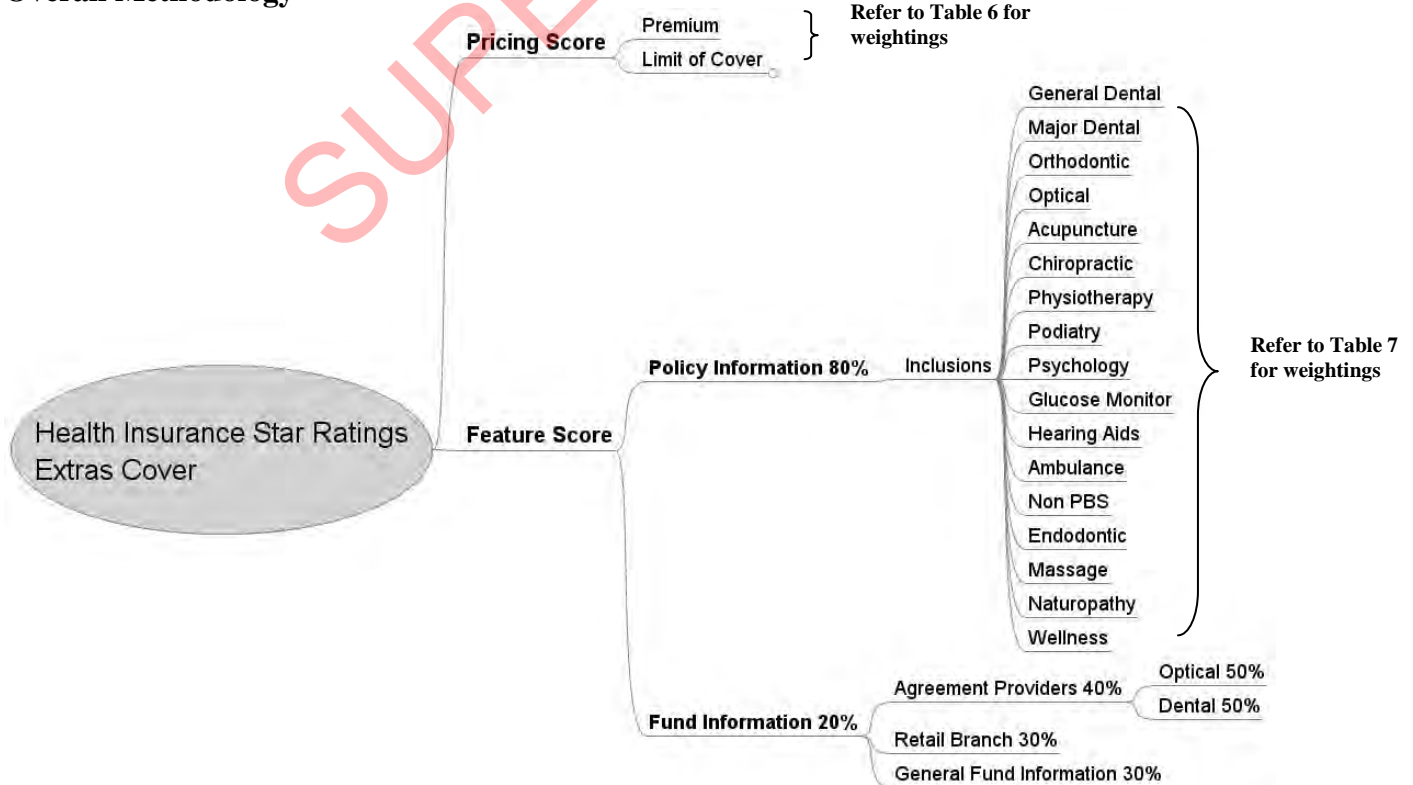 Overall Methodology
Pricing Score
Premium
Limit of Cover
Refer to Table 6 for
weightings
Health Insurance Star Ratings
Extras Cover
Feature Score
Policy Information 80%
Inclusions
General Dental
Major Dental
Orthodontic
Optical
Acupuncture
Chiropractic
Physiotherapy
Podiatry
Psychology
Glucose Monitor
Hearing Aids
Ambulance
Non PBS
Endodontic
Massage
Naturopathy
Wellness
Refer to Table 7
for weightings
Fund Information 20%
Agreement Providers 40%
Optical 50%
Dental 50%
Retail Branch 30%
General Fund Information 30%
SUPE